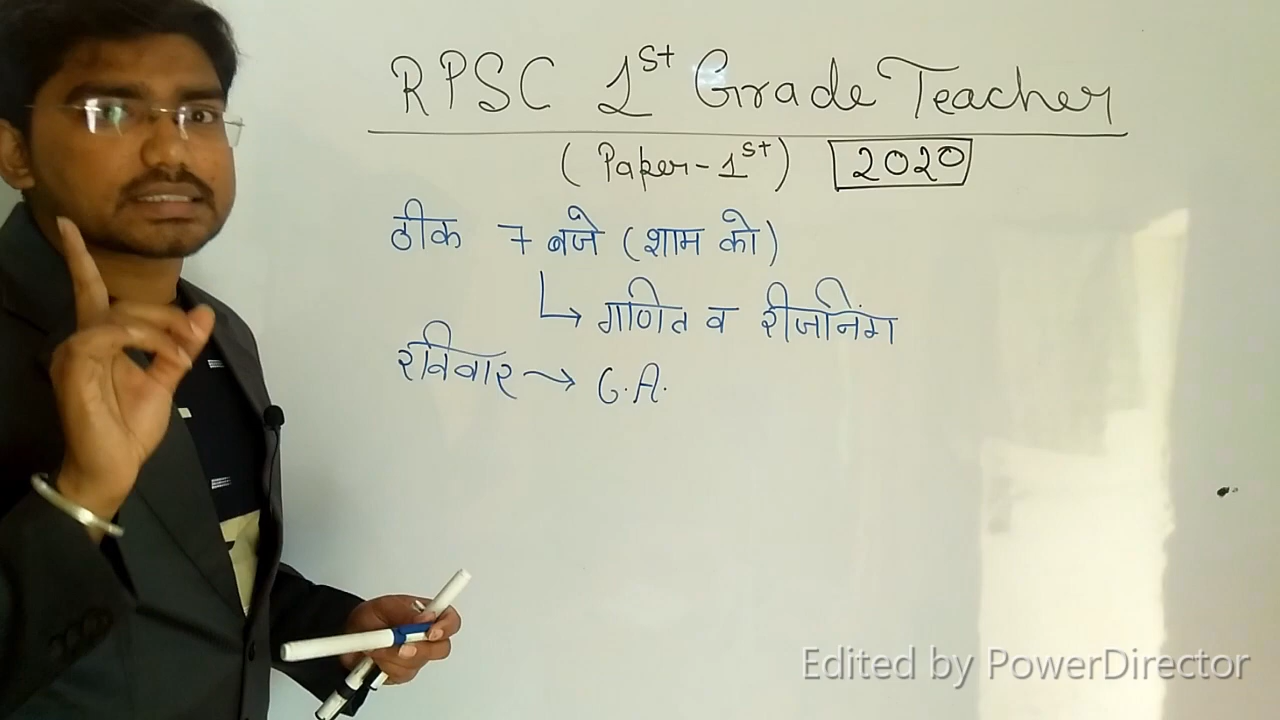 RPSC 1st Grade Teacher
(Paper-1st) 2020
ठीक 7 बजे (शाम को)
↳ गणित व रीजनिंग
रविवार → G.A.
Edited by PowerDirector